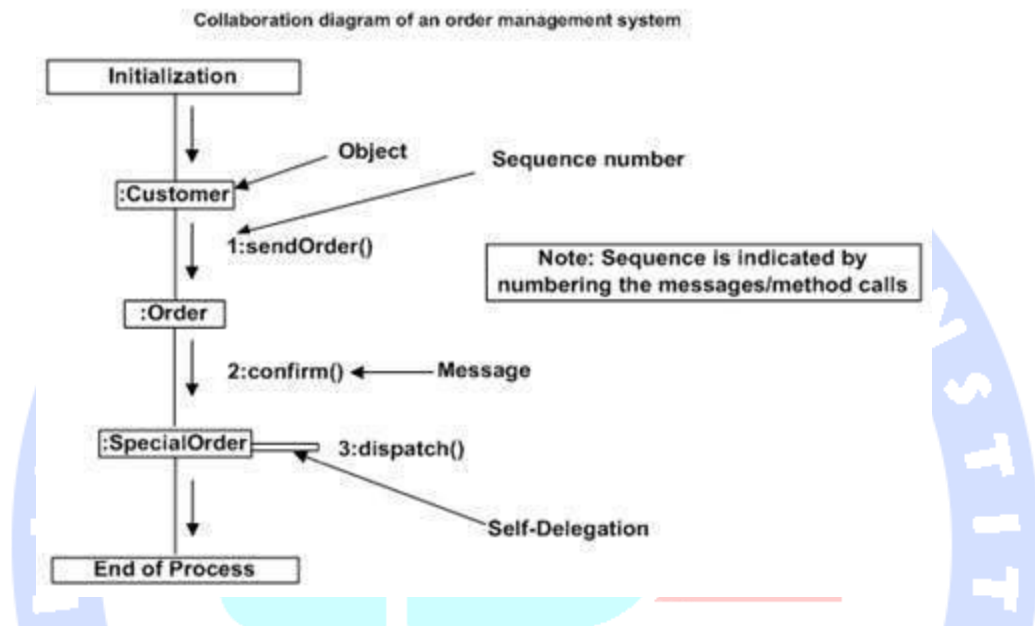 Collaboration diagram of an order management system
Initialization
Object
Sequence number
:Customer
1:sendOrder()
Note: Sequence is indicated by
numbering the messages/method calls
:Order
2:confirm()
Message
:SpecialOrder
3:dispatch()
Self-Delegation
End of Process